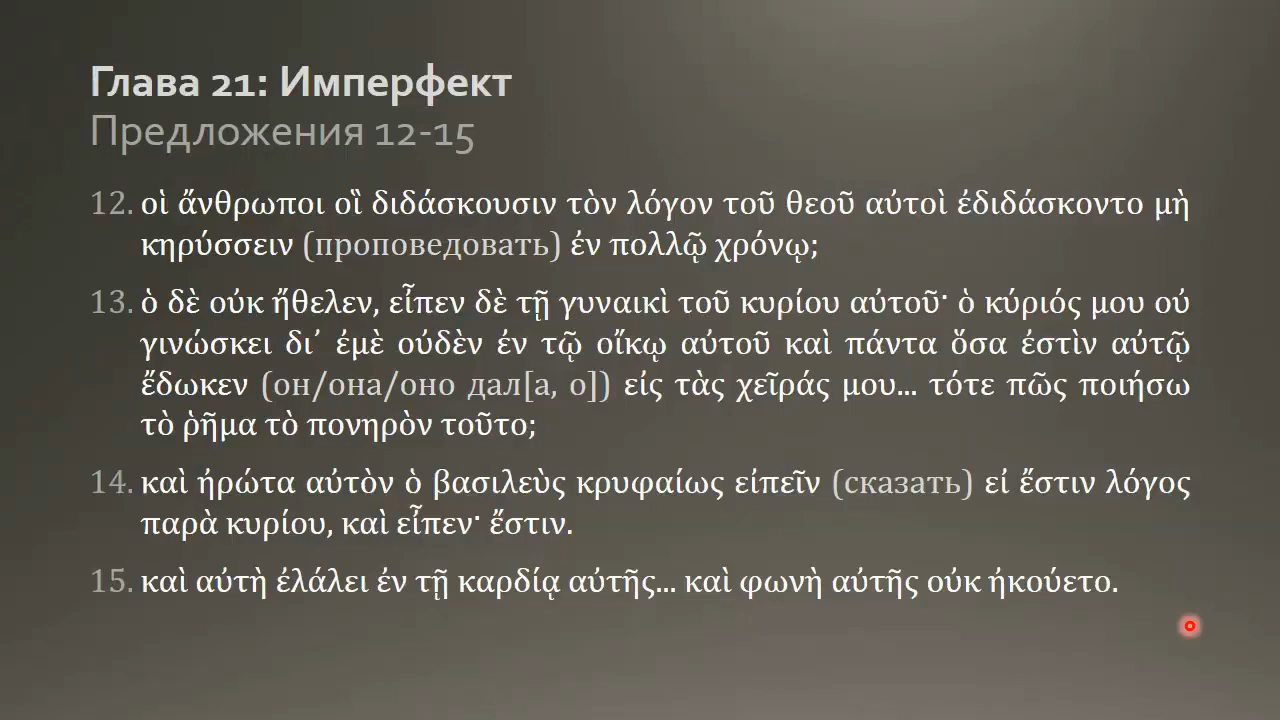 Глава 21: Имперфект
Предложения 12-15
12. οἱ ἄνθρωποι οἳ διδάσκουσιν τὸν λόγον τοῦ θεοῦ αὐτοὶ ἐδιδάσκοντο μὴ
κηρύσσειν (проповедовать) ἐν πολλῷ χρόνῳ;
13. ὁ δὲ οὐκ ἤθελεν, εἶπεν δὲ τῇ γυναικὶ τοῦ κυρίου αὐτοῦ· ὁ κύριός μου οὐ
γινώσκει δι᾽ ἐμὲ οὐδὲν ἐν τῷ οἴκῳ αὐτοῦ καὶ πάντα ὅσα ἐστὶν αὐτῷ
ἔδωκεν (он/она/оно дал[а, о]) εἰς τὰς χεῖράς μου... τότε πῶς ποιήσω
τὸ ῥῆμα τὸ πονηρὸν τοῦτο;
14. καὶ ἠρώτα αὐτὸν ὁ βασιλεὺς κρυφαίως εἰπεῖν (сказать) εἰ ἔστιν λόγος
παρὰ κυρίου, καὶ εἶπεν· ἔστιν.
15. καὶ αὐτὴ ἐλάλει ἐν τῇ καρδίᾳ αὐτῆς... καὶ φωνὴ αὐτῆς οὐκ ἠκούετο.